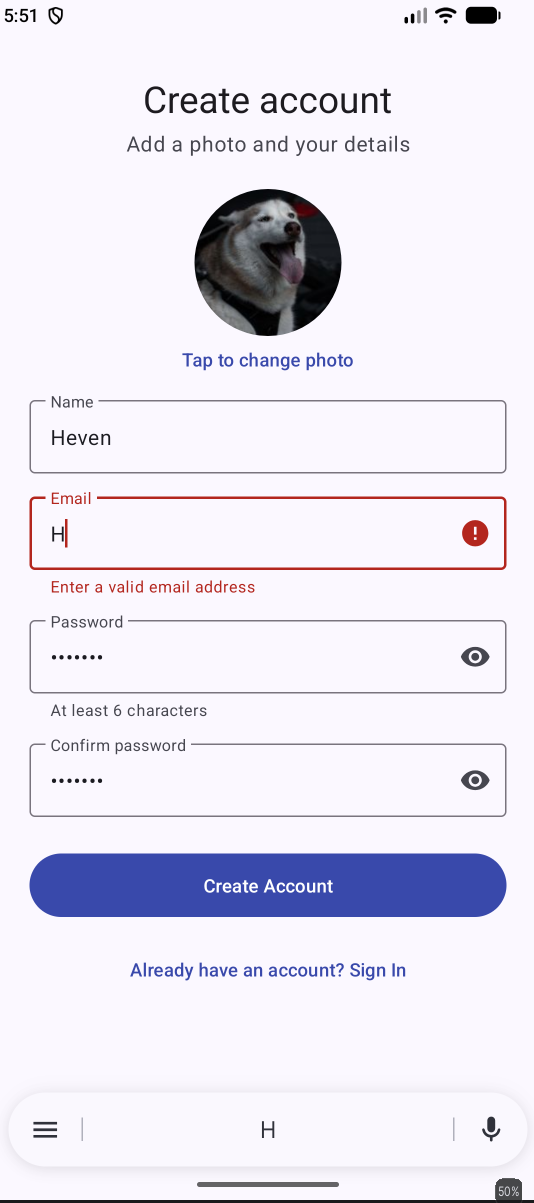 5:51
Create account
Add a photo and your details
Tap to change photo
Name
Heven
Email
H
Enter a valid email address
Password
•••••••
At least 6 characters
Confirm password
•••••••
Create Account
Already have an account? Sign In
H
50%